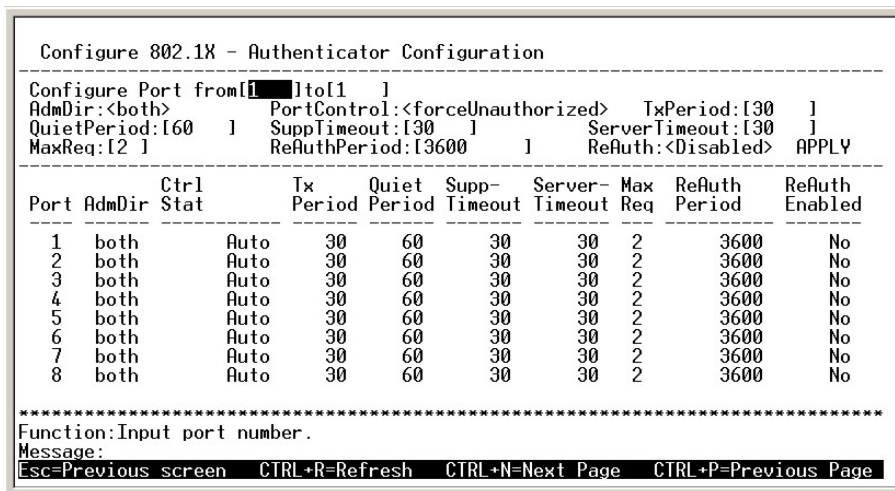 Configure 802.1X - Authenticator Configuration
Configure Port from[1 ]to[1 ]
AdmDir:<both> PortControl:<forceUnauthorized> TxPeriod:[30 ]
QuietPeriod:[60 ] SuppTimeout:[30 ] ServerTimeout:[30 ]
MaxReq:[2 ] ReAuthPeriod:[3600 ] ReAuth:<Disabled> APPLY
Ctrl Tx Quiet Supp- Server- Max ReAuth ReAuth
Port AdmDir Stat Period Period Timeout Timeout Req Period Enabled
1 both Auto 30 60 30 30 2 3600 No
2 both Auto 30 60 30 30 2 3600 No
3 both Auto 30 60 30 30 2 3600 No
4 both Auto 30 60 30 30 2 3600 No
5 both Auto 30 60 30 30 2 3600 No
6 both Auto 30 60 30 30 2 3600 No
7 both Auto 30 60 30 30 2 3600 No
8 both Auto 30 60 30 30 2 3600 No
*******************************************************************************
Function:Input port number.
Message:
Esc=Previous screen CTRL+R=Refresh CTRL+N=Next Page CTRL+P=Previous Page